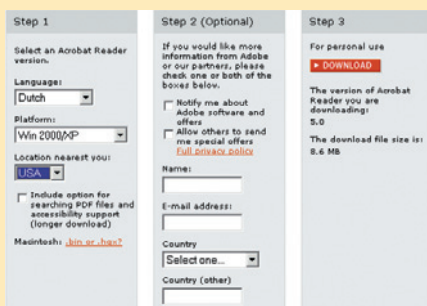 Step 1
Select an Acrobat Reader
version.
Language:
Dutch
Platform:
Win 2000/XP
Location nearest you:
USA
Include option for
searching PDF files and
accessibility support
(longer download)
Macintosh: .bin or .hqx?
Step 2 (Optional)
If you would like more
information from Adobe
or our partners, please
check one or both of the
boxes below.
Notify me about
Adobe software and
offers
Allow others to send
me special offers
Full privacy policy
Name:
E-mail address:
Country
Select one...
Country (other)
Step 3
For personal use
DOWNLOAD
The version of Acrobat
Reader you are
downloading:
5.0
The download file size is:
8.6 MB